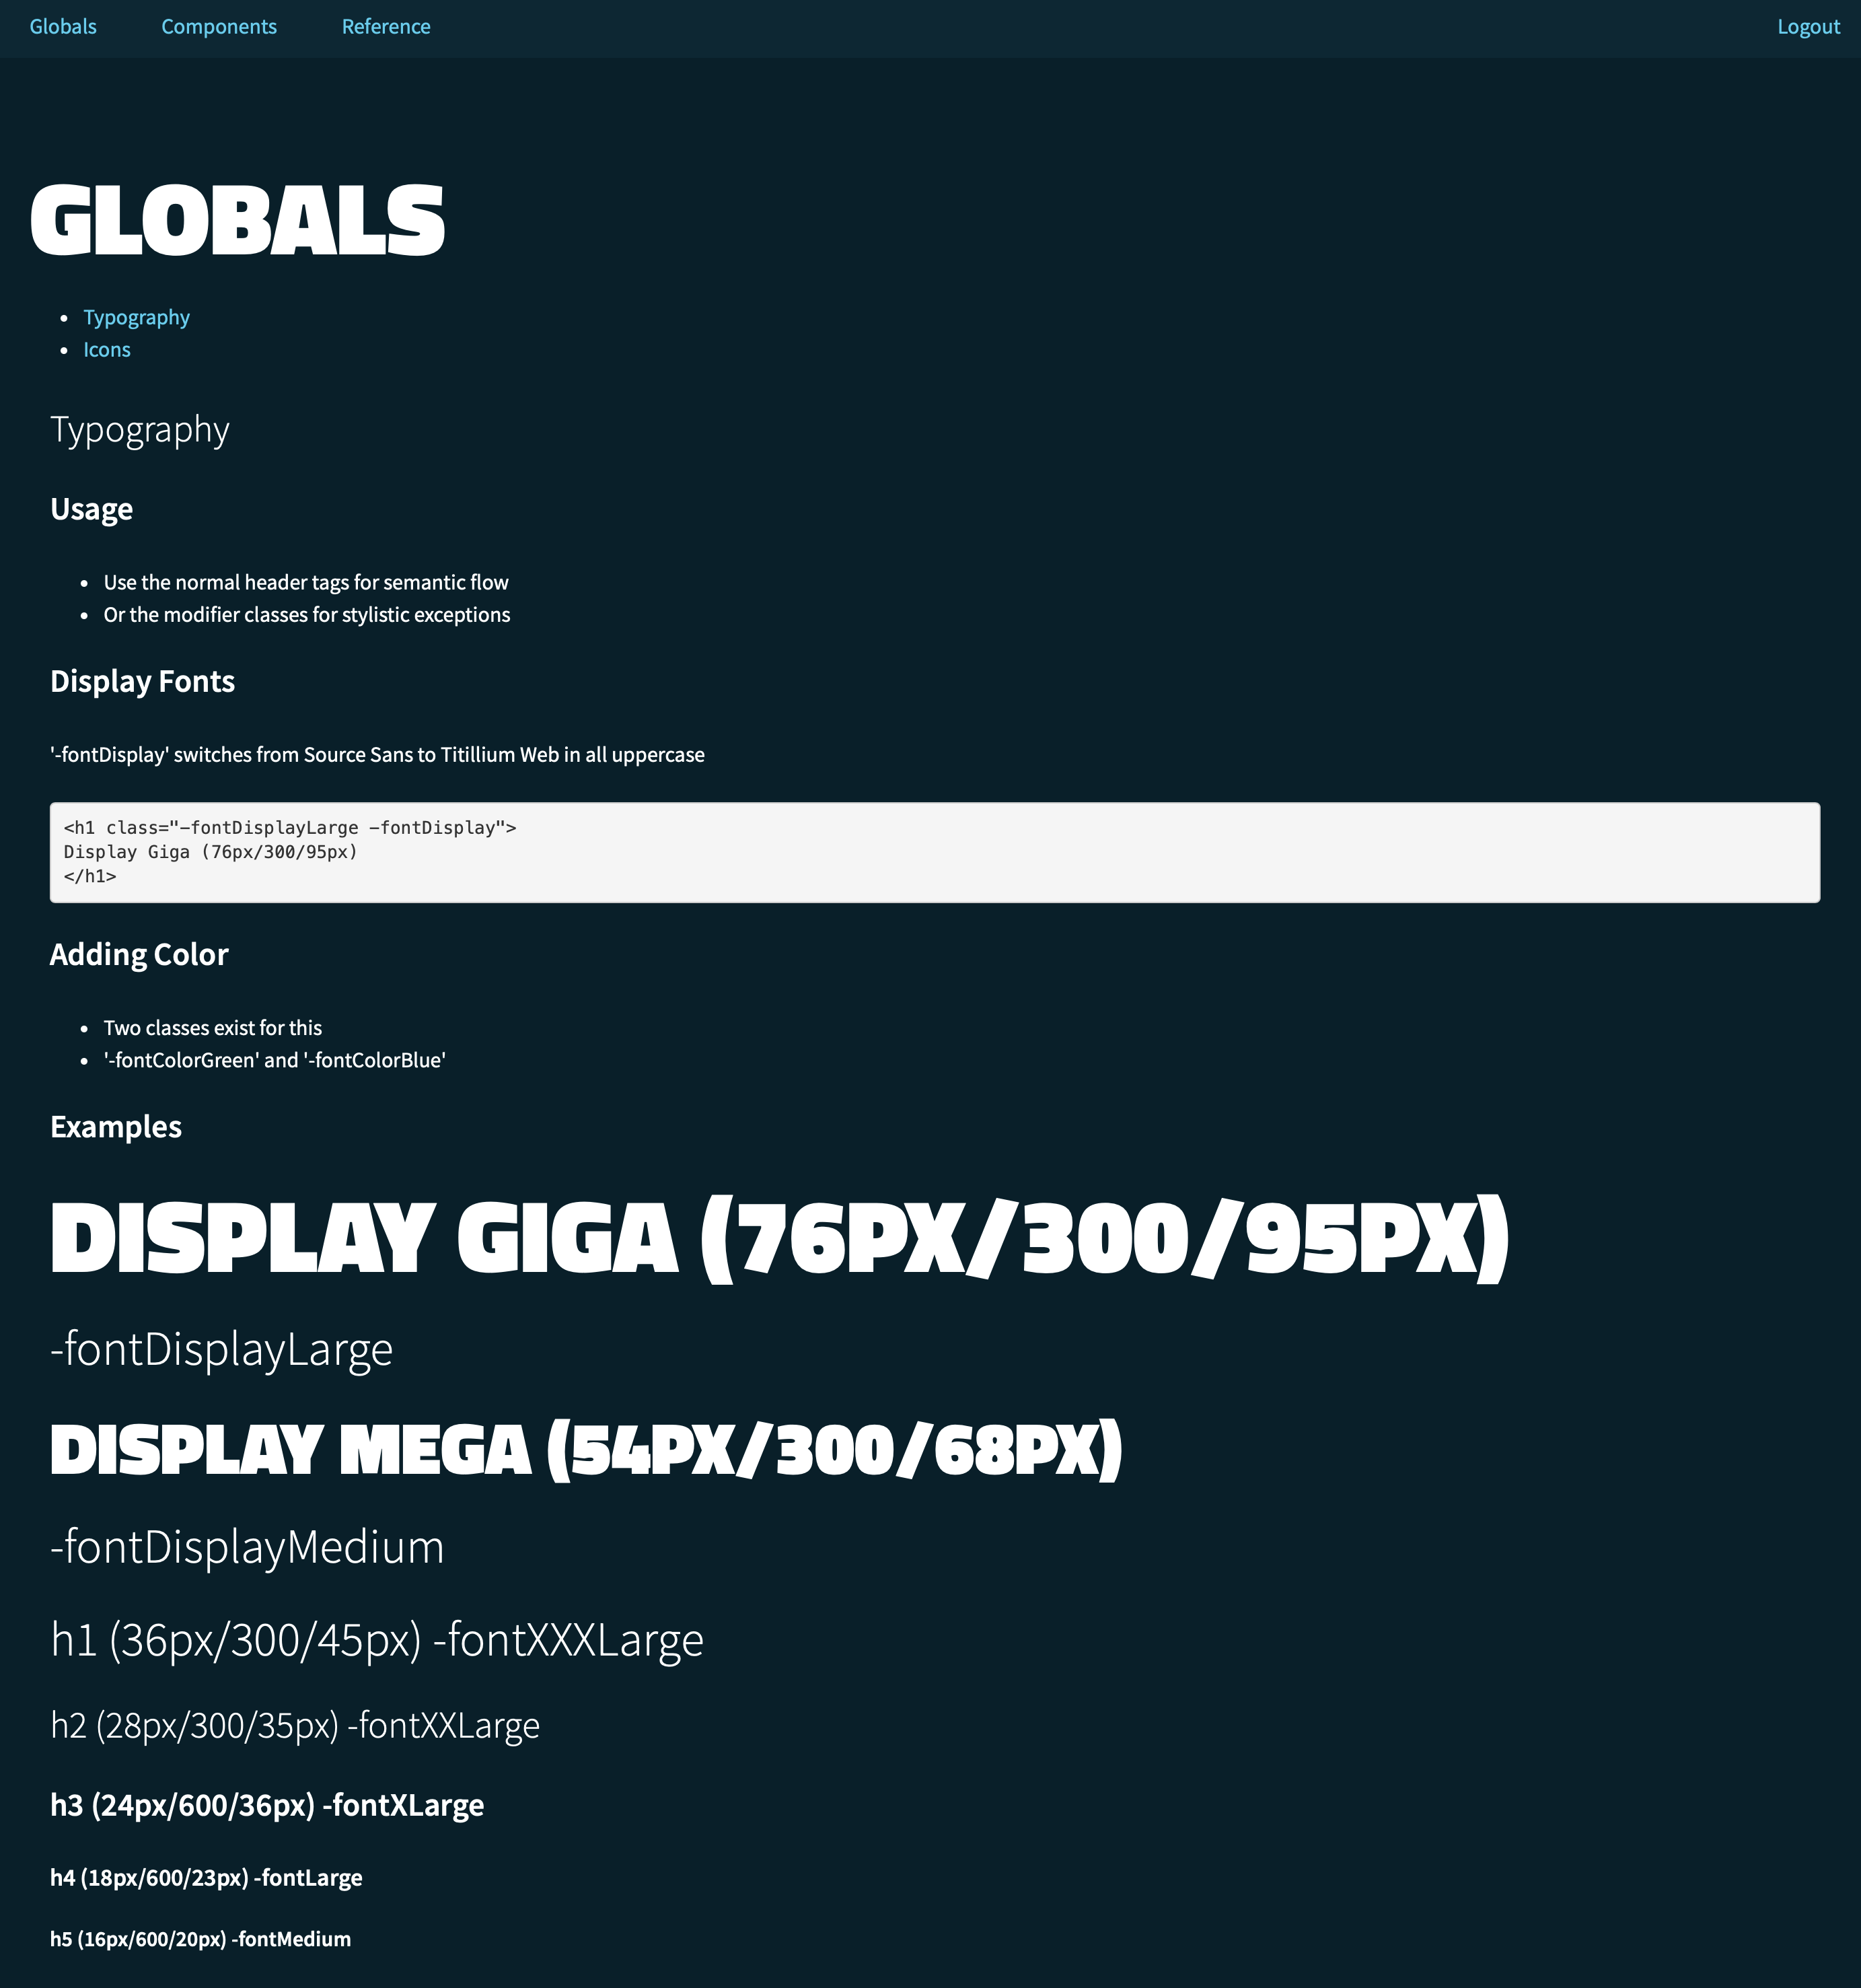 Globals Components Reference Logout
GLOBALS
Typography
Icons
Typography
Usage
Use the normal header tags for semantic flow
Or the modifier classes for stylistic exceptions
Display Fonts
'-fontDisplay' switches from Source Sans to Titillium Web in all uppercase
<h1 class="-fontDisplayLarge -fontDisplay">
Display Giga (76px/300/95px)
</h1>
Adding Color
Two classes exist for this
'-fontColorGreen' and '-fontColorBlue'
Examples
DISPLAY GIGA (76PX/300/95PX)
-fontDisplayLarge
DISPLAY MEGA (54PX/300/68PX)
-fontDisplayMedium
h1 (36px/300/45px) -fontXXXLarge
h2 (28px/300/35px) -fontXXLarge
h3 (24px/600/36px) -fontXLarge
h4 (18px/600/23px) -fontLarge
h5 (16px/600/20px) -fontMedium